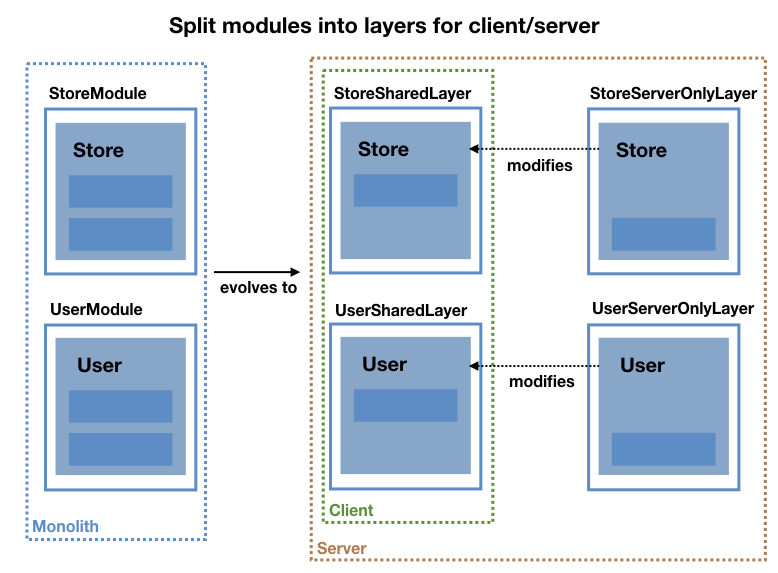 Split modules into layers for client/server
StoreModule
Store
UserModule
User
Monolith
evolves to
StoreSharedLayer
Store
UserSharedLayer
User
Client
modifies
modifies
StoreServerOnlyLayer
Store
UserServerOnlyLayer
User
Server